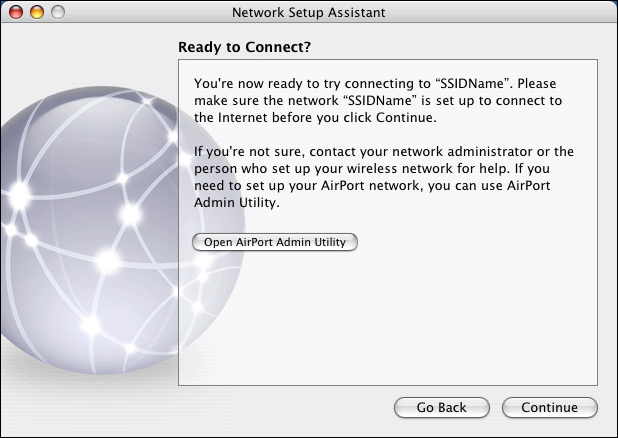 Network Setup Assistant
Ready to Connect?
You're now ready to try connecting to “SSIDName”. Please
make sure the network “SSIDName” is set up to connect to
the Internet before you click Continue.
If you're not sure, contact your network administrator or the
person who set up your wireless network for help. If you
need to set up your AirPort network, you can use AirPort
Admin Utility.
Open AirPort Admin Utility
Go Back
Continue